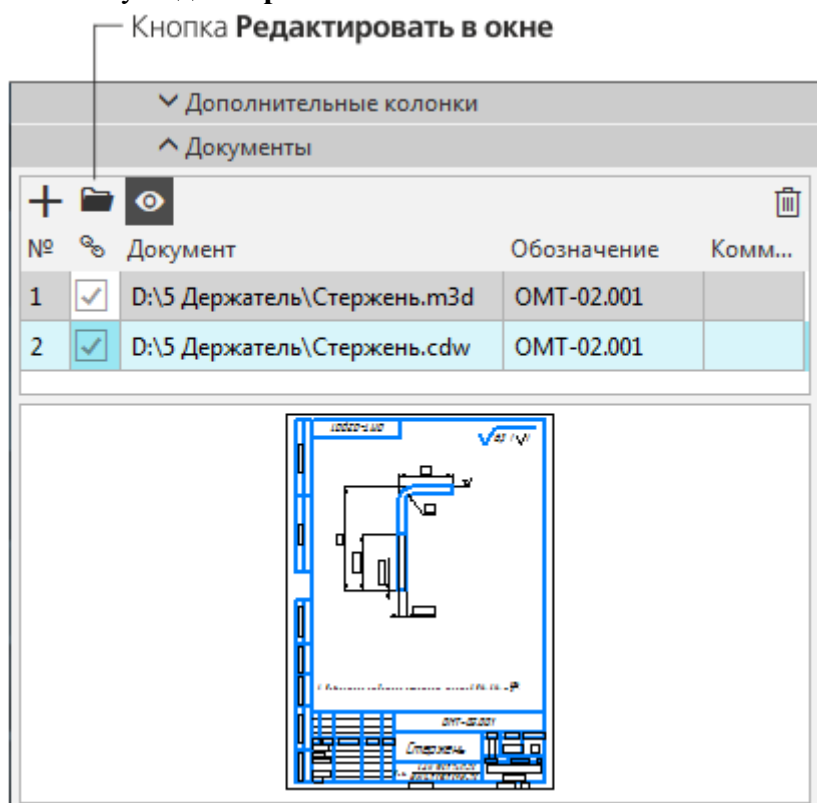 Кнопка Редактировать в окне
Дополнительные колонки
Документы
№ Документ Обозначение Комм...
1 D:\5 Держатель\Стержень.m3d ОМТ-02.001
2 D:\5 Держатель\Стержень.cdw ОМТ-02.001
ОМТ-02.001
Стержень